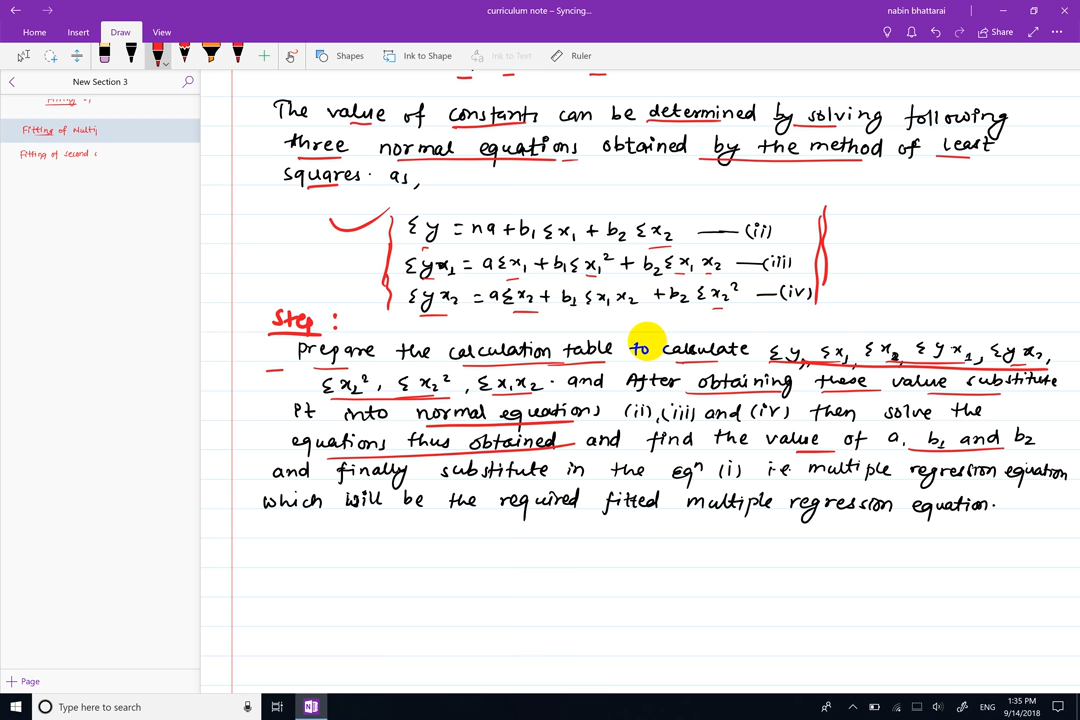 curriculum note – Syncing...
nabin bhattarai
Home Insert Draw View
Share
Shapes Ink to Shape Ink to Text Ruler
New Section 3
Fitting of Multip
Fitting of second o
The value of constants can be determined by solving following
three normal equations obtained by the method of least
squares. as,
Σy = na + b₁Σx₁ + b₂Σx₂ —(ii)
Σyx₁ = aΣx₁ + b₁Σx₁² + b₂Σx₁x₂ —(iii)
Σyx₂ = aΣx₂ + b₁Σx₁x₂ + b₂Σx₂² —(iv)
Step :
prepare the calculation table to calculate Σy, Σx₁, Σx₂, Σyx₁, Σyx₂,
Σx₁², Σx₂², Σx₁x₂. and After obtaining these value substitute
it into normal equations (ii), (iii) and (iv) then solve the
equations thus obtained and find the value of a, b₁ and b₂
and finally substitute in the Eqⁿ (i) i.e. multiple regression equation
which will be the required fitted multiple regression equation.
+ Page
Type here to search
ENG
1:35 PM
9/14/2018